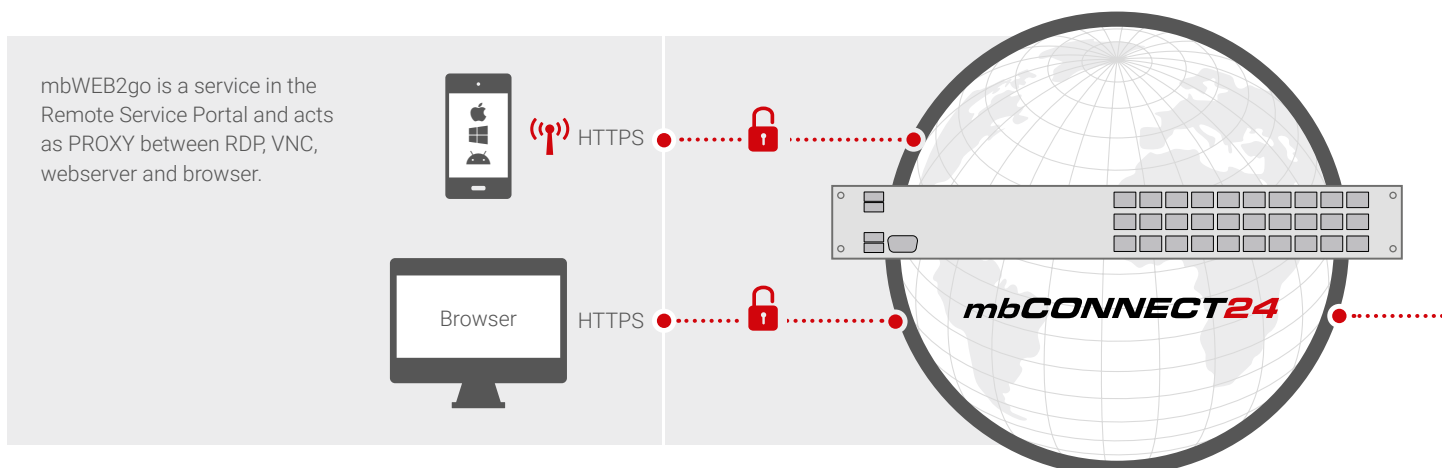 mbWEB2go is a service in the
Remote Service Portal and acts
as PROXY between RDP, VNC,
webserver and browser.
HTTPS
Browser
HTTPS
mbCONNECT24